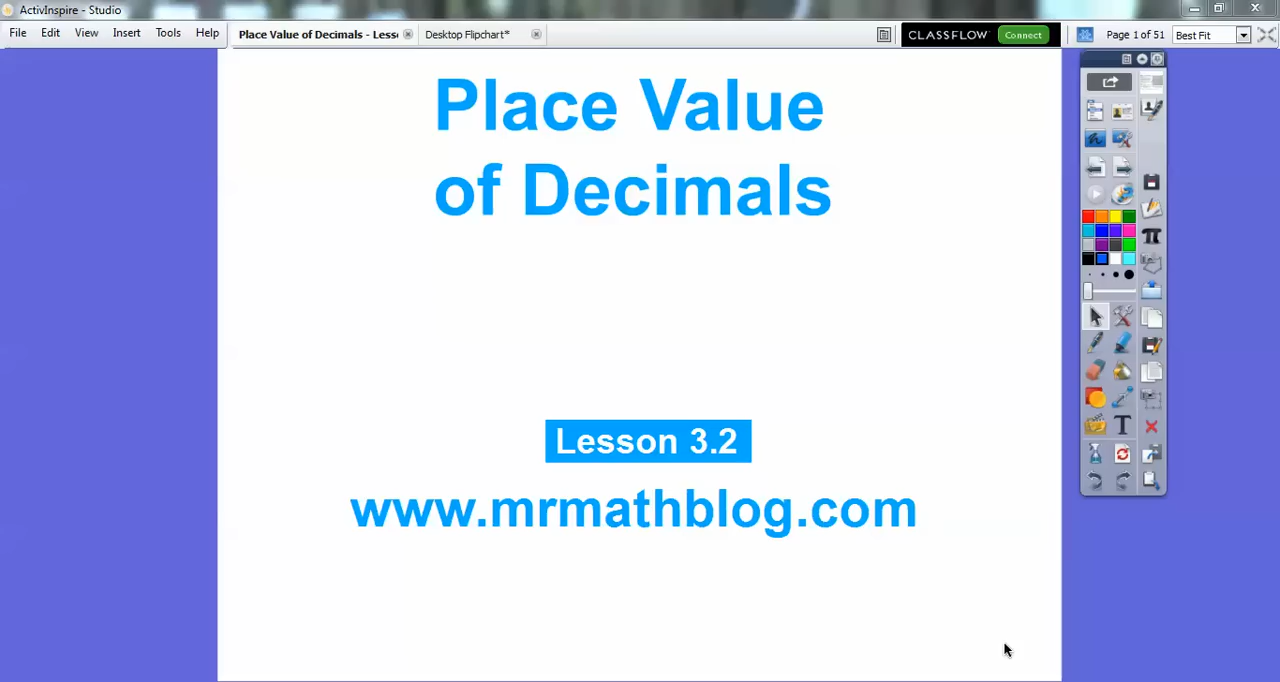 ActivInspire - Studio
File Edit View Insert Tools Help
Place Value of Decimals - Less
Desktop Flipchart*
CLASSFLOW Connect
Page 1 of 51
Best Fit
Place Value
of Decimals
Lesson 3.2
www.mrmathblog.com